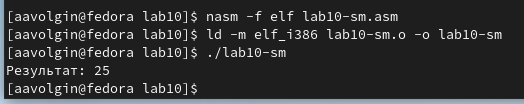 [aavolgin@fedora lab10]$ nasm -f elf lab10-sm.asm
[aavolgin@fedora lab10]$ ld -m elf_i386 lab10-sm.o -o lab10-sm
[aavolgin@fedora lab10]$ ./lab10-sm
Результат: 25
[aavolgin@fedora lab10]$